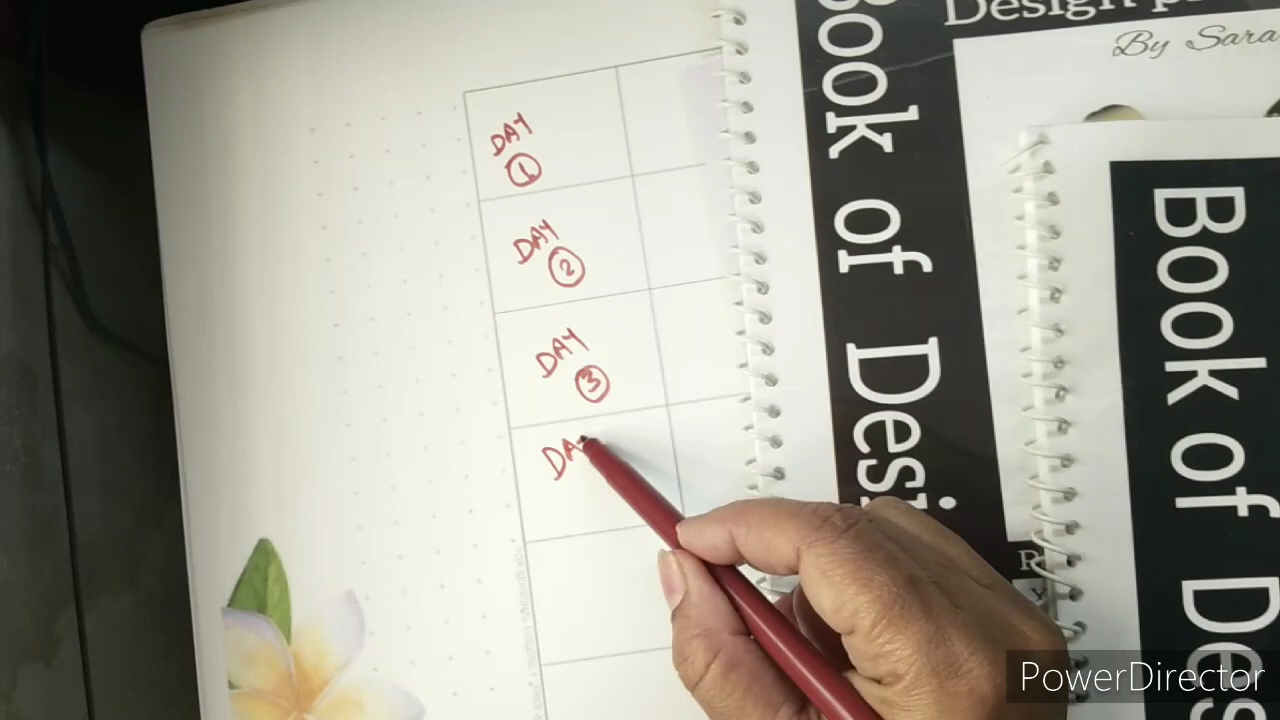 DAY
1
DAY
2
DAY
3
DA
Design
By Sara
Book of Desi
Book of De
PowerDirector